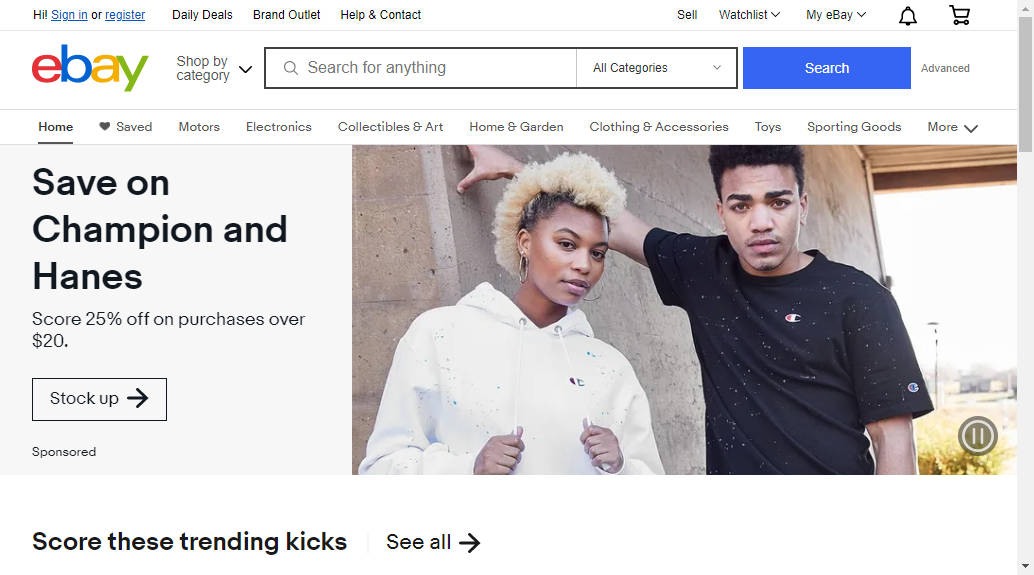 Hi! Sign in or register Daily Deals Brand Outlet Help & Contact Sell Watchlist My eBay
ebay
Shop by
category
Search for anything All Categories Search Advanced
Home Saved Motors Electronics Collectibles & Art Home & Garden Clothing & Accessories Toys Sporting Goods More
Save on
Champion and
Hanes
Score 25% off on purchases over
$20.
Stock up
Sponsored
Score these trending kicks See all